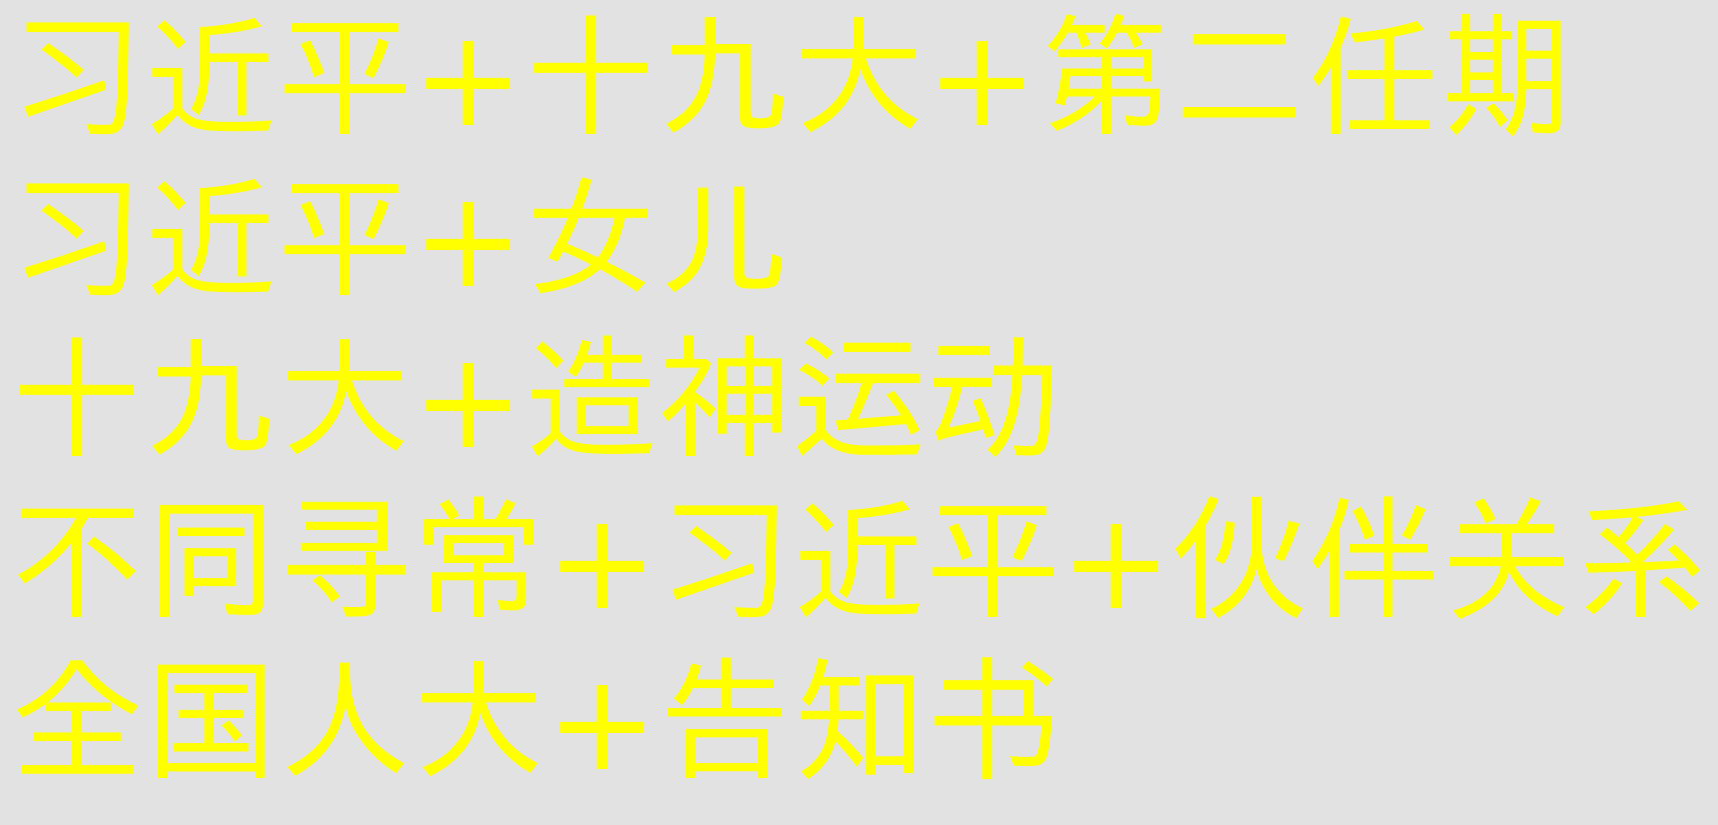 习近平+十九大+第二任期
习近平+女儿
十九大+造神运动
不同寻常+习近平+伙伴关系
全国人大+告知书